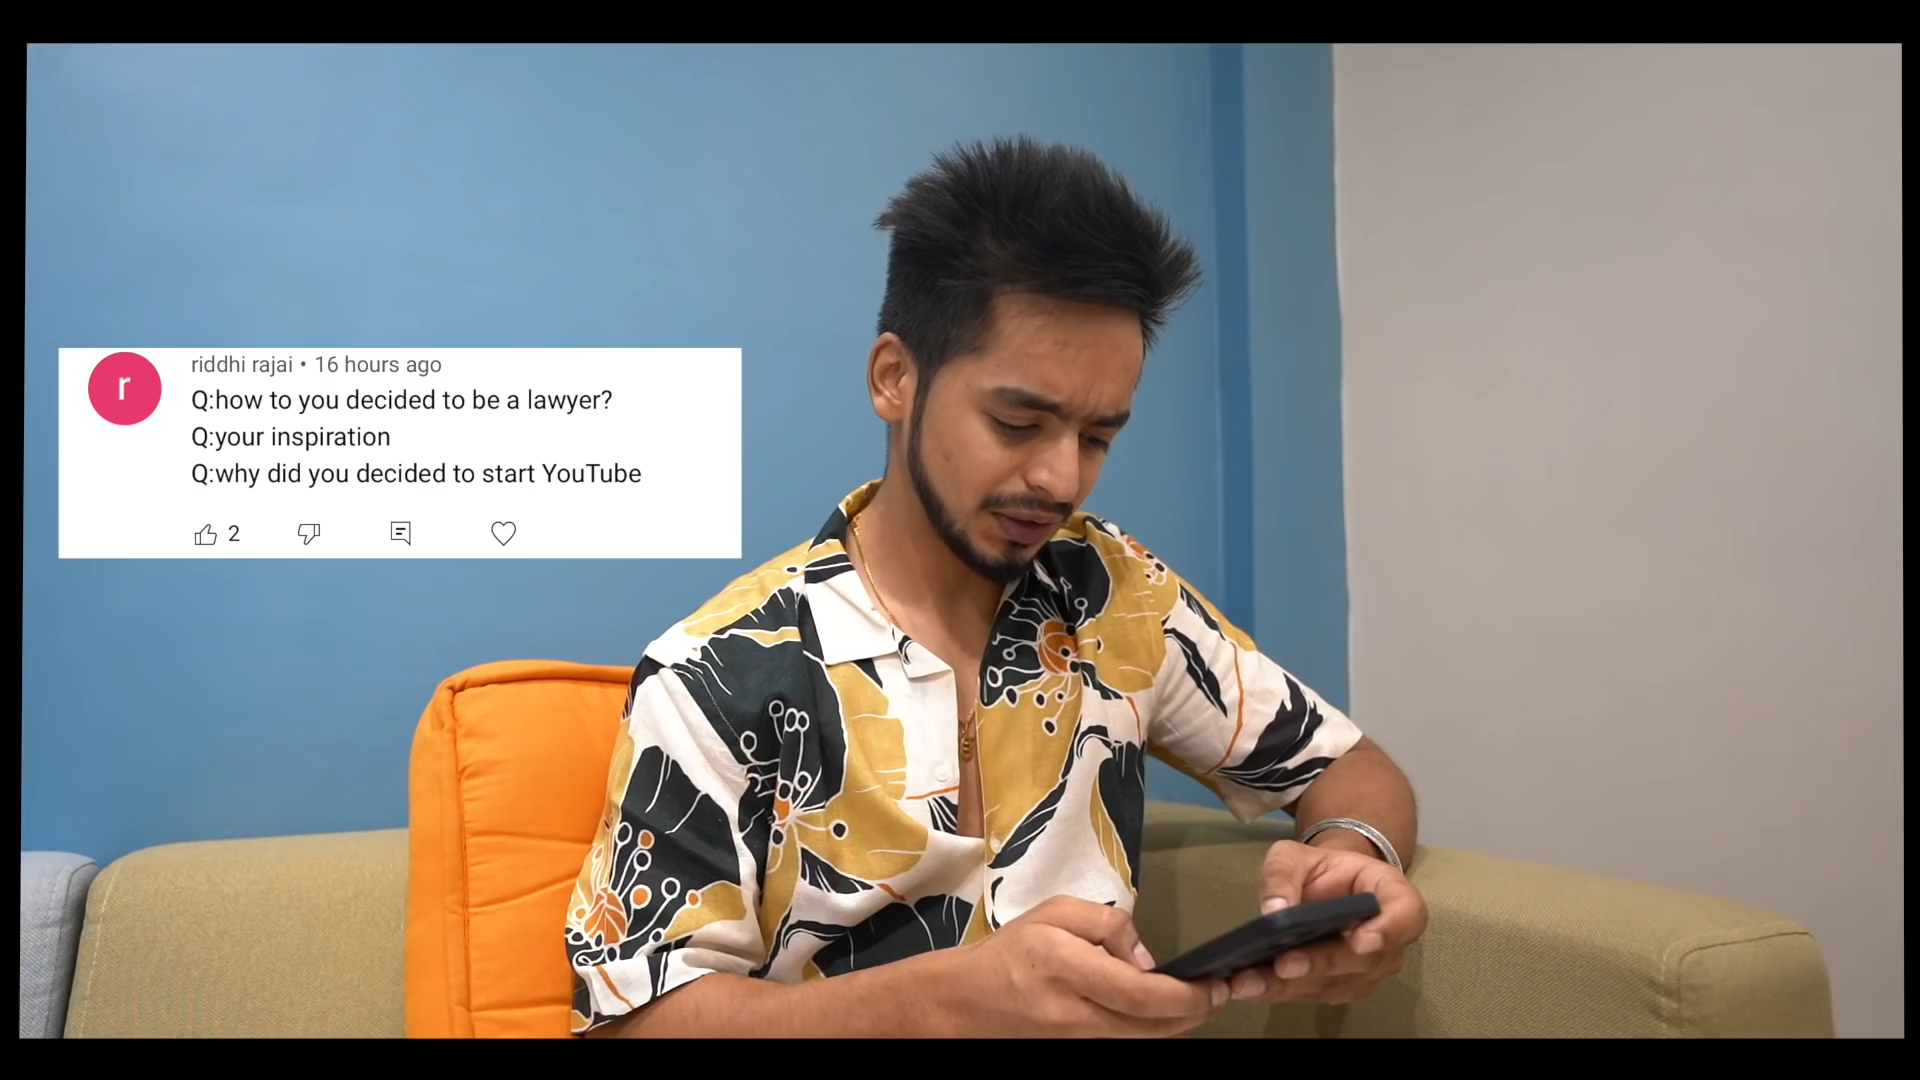 r
riddhi rajai • 16 hours ago
Q:how to you decided to be a lawyer?
Q:your inspiration
Q:why did you decided to start YouTube
2